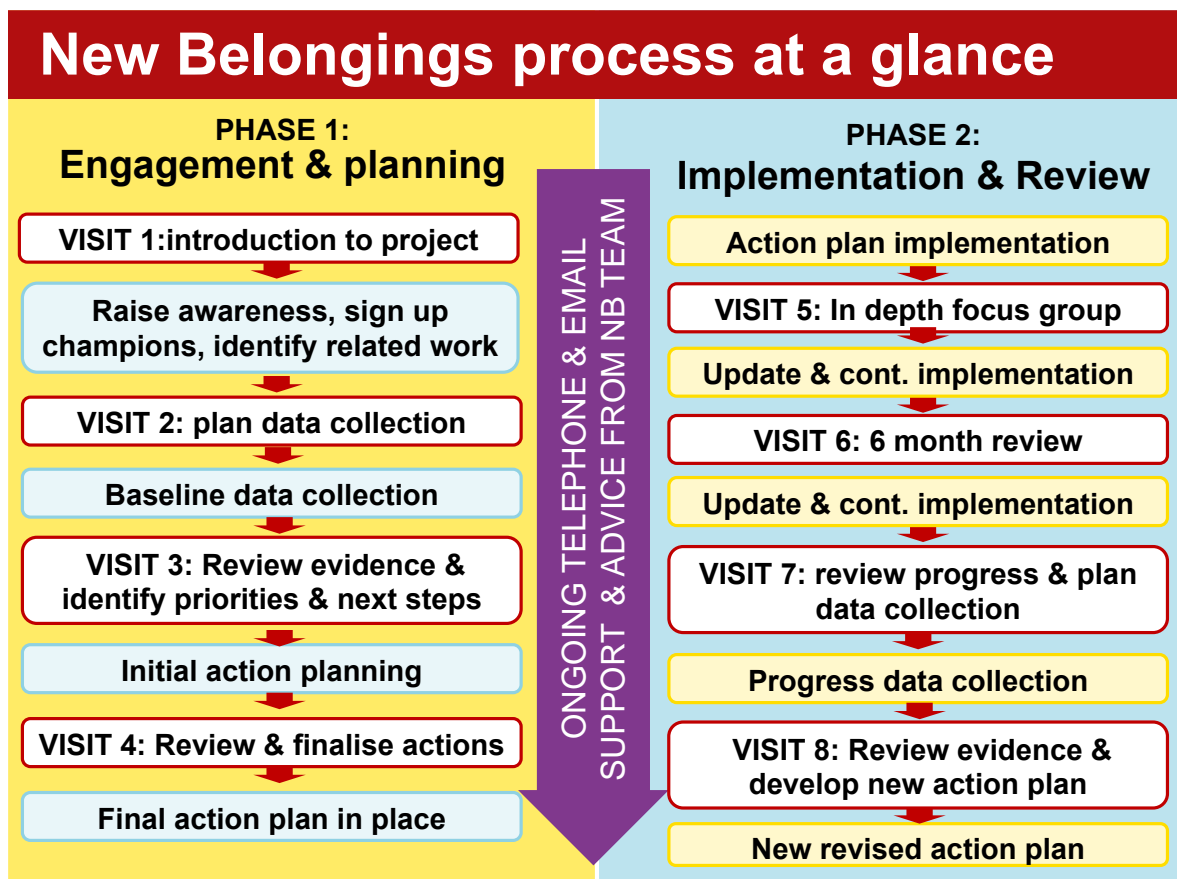 New Belongings process at a glance
PHASE 1:
Engagement & planning
VISIT 1:introduction to project
Raise awareness, sign up
champions, identify related work
VISIT 2: plan data collection
Baseline data collection
VISIT 3: Review evidence &
identify priorities & next steps
Initial action planning
VISIT 4: Review & finalise actions
Final action plan in place
ONGOING TELEPHONE & EMAIL
SUPPORT & ADVICE FROM NB TEAM
PHASE 2:
Implementation & Review
Action plan implementation
VISIT 5: In depth focus group
Update & cont. implementation
VISIT 6: 6 month review
Update & cont. implementation
VISIT 7: review progress & plan
data collection
Progress data collection
VISIT 8: Review evidence &
develop new action plan
New revised action plan